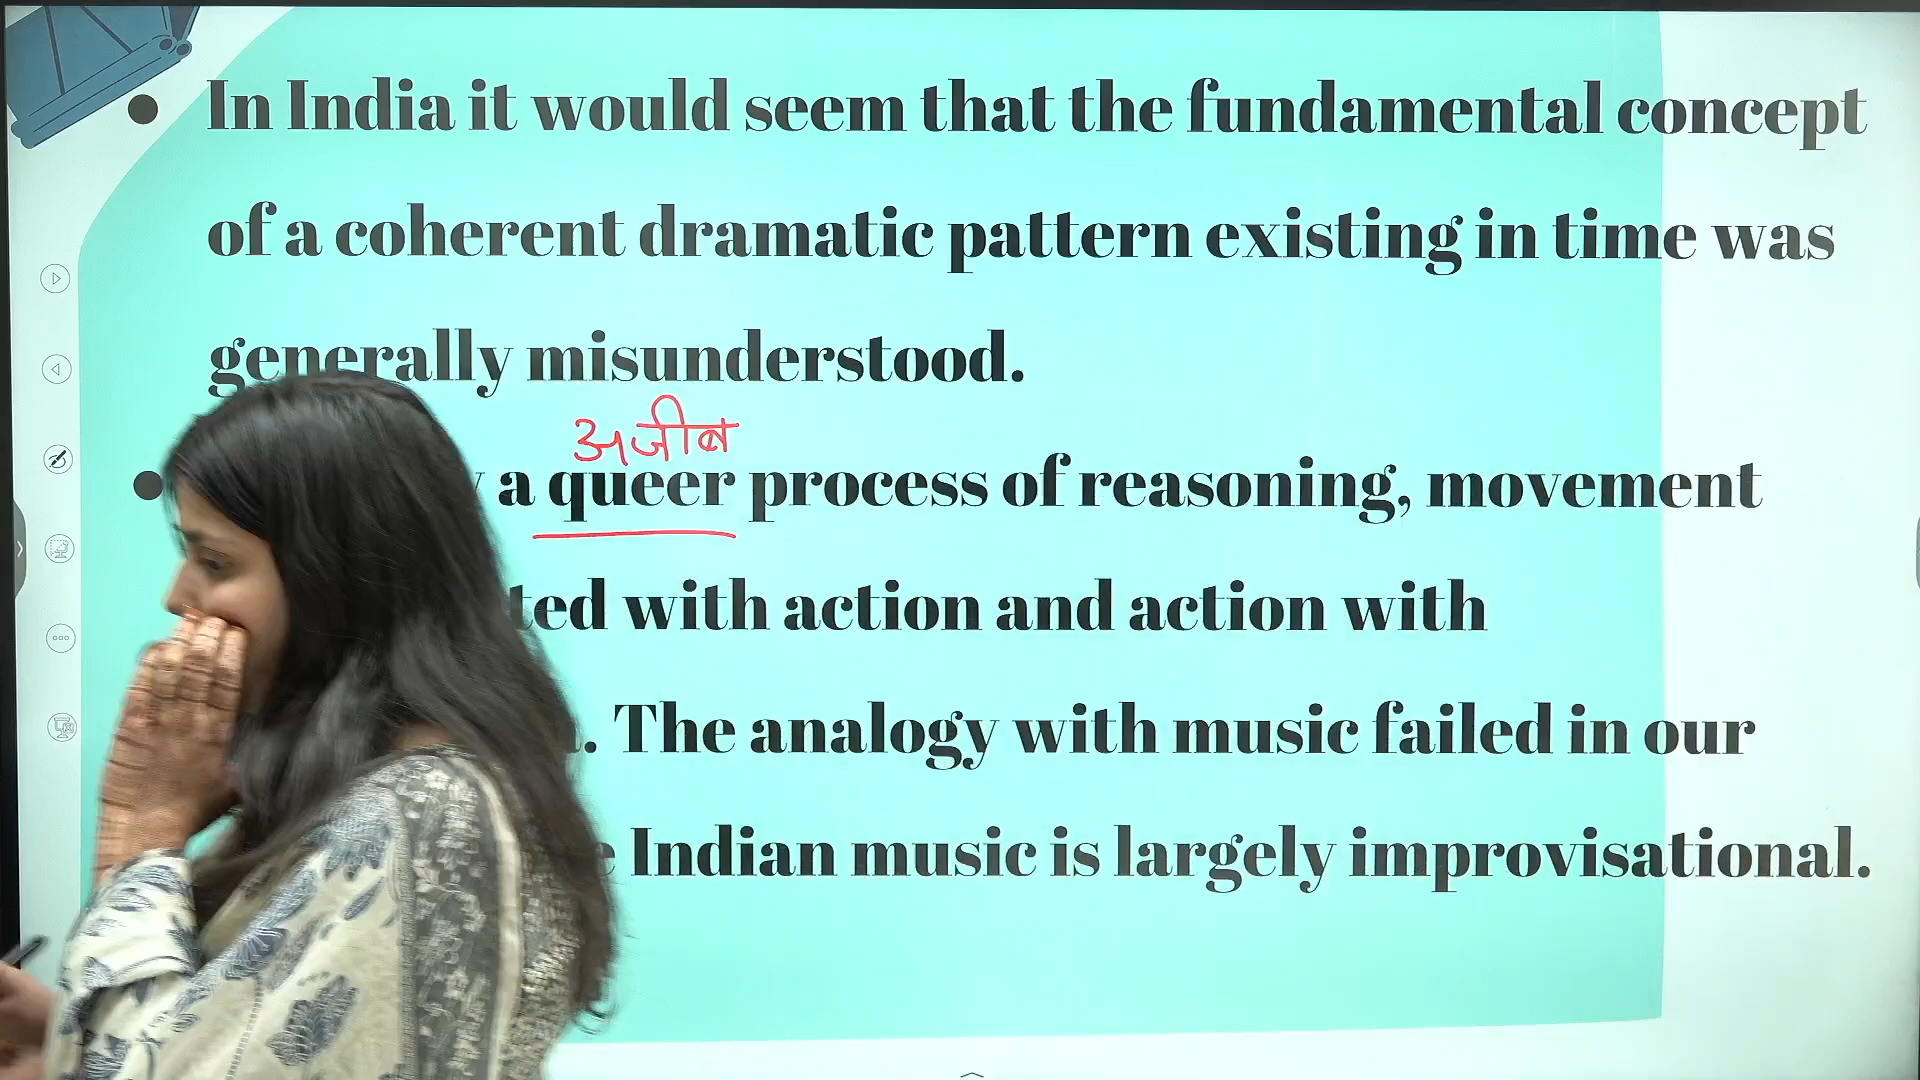 In India it would seem that the fundamental concept
of a coherent dramatic pattern existing in time was
generally misunderstood.
अजीब
a queer process of reasoning, movement
with action and action with
The analogy with music failed in our
Indian music is largely improvisational.